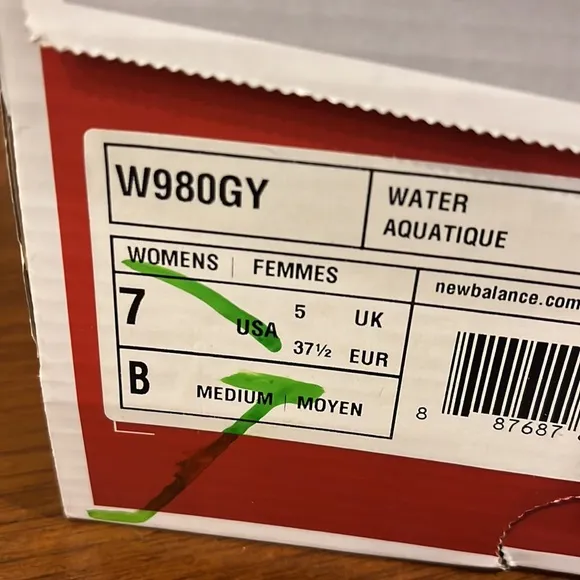 W980GY
WATER
AQUATIQUE
WOMENS | FEMMES
newbalance.com
7 USA
5 UK
37½ EUR
B MEDIUM | MOYEN
8 87687